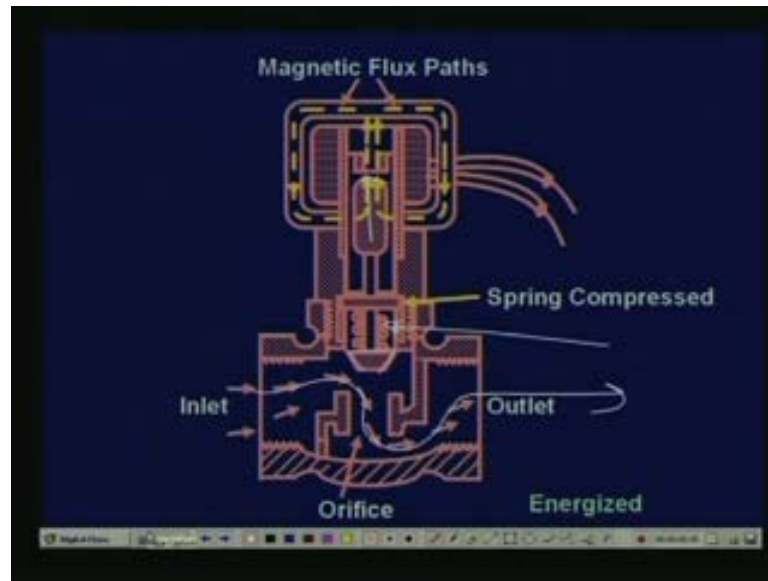 Magnetic Flux Paths
Spring Compressed
Inlet
Outlet
Orifice
Energized